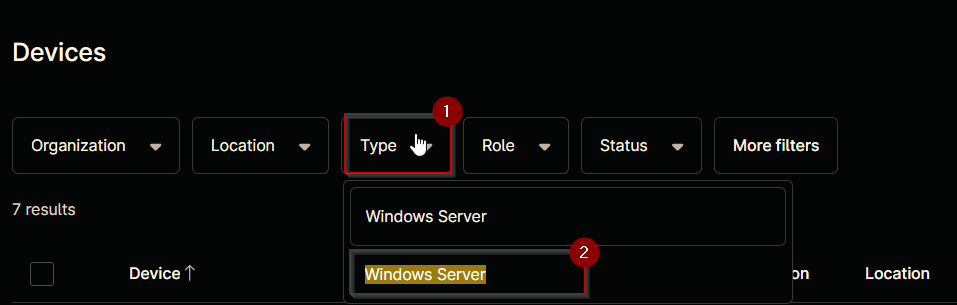 Devices
1
Organization Location Type Role Status More filters
7 results
Windows Server
2
Windows Server
Device↑ on Location